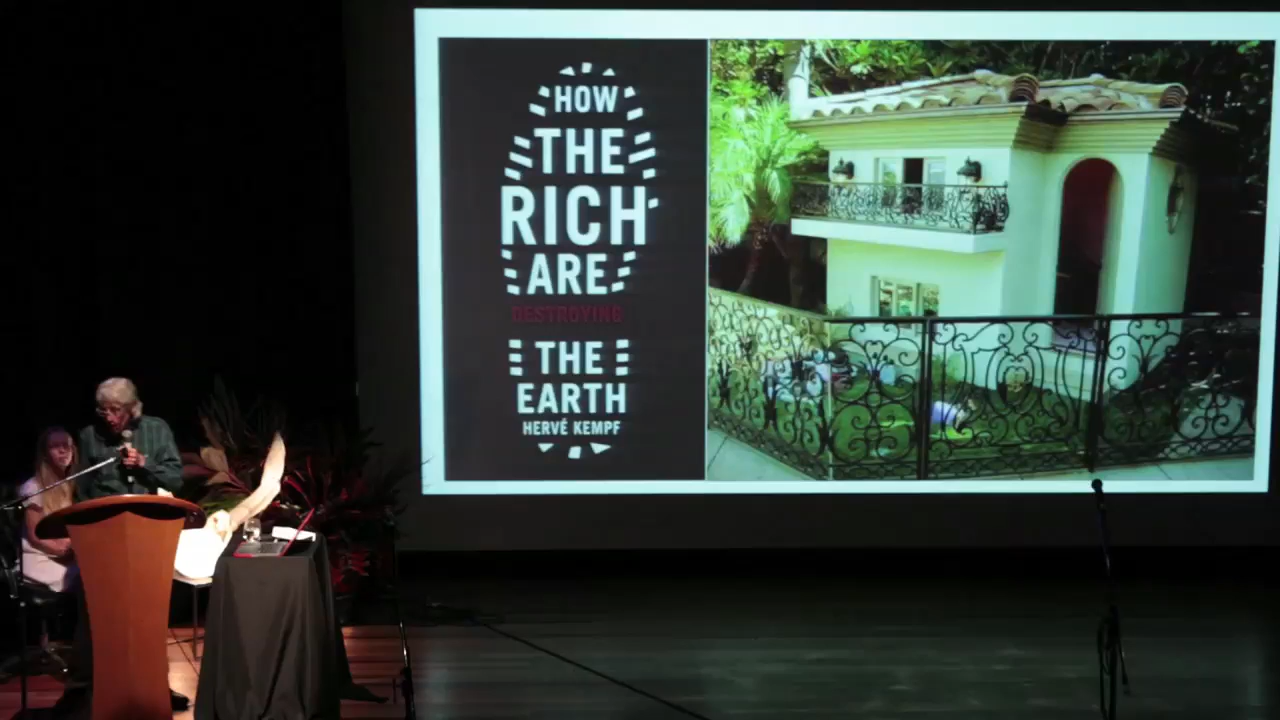 HOW
THE
RICH
ARE
DESTROYING
THE
EARTH
HERVÉ KEMPF